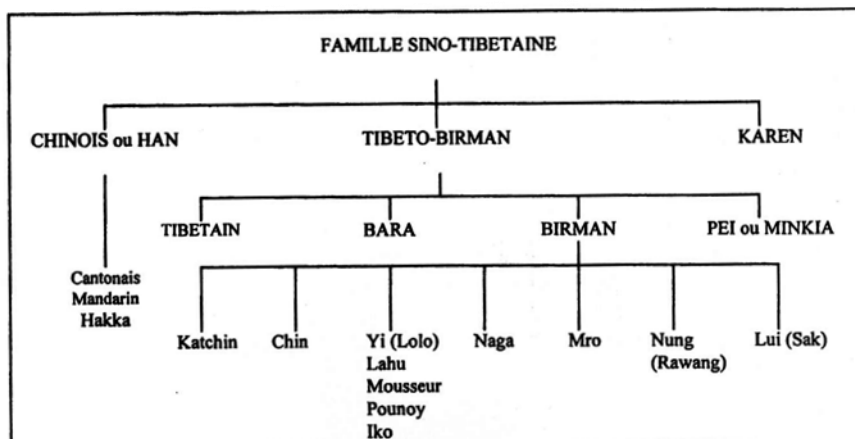 FAMILLE SINO-TIBETAINE
CHINOIS ou HAN TIBETO-BIRMAN KAREN
TIBETAIN BARA BIRMAN PEI ou MINKIA
Cantonais
Mandarin
Hakka
Katchin Chin Yi (Lolo) Naga Mro Nung Lui (Sak)
Lahu (Rawang)
Mousseur
Pounoy
Iko